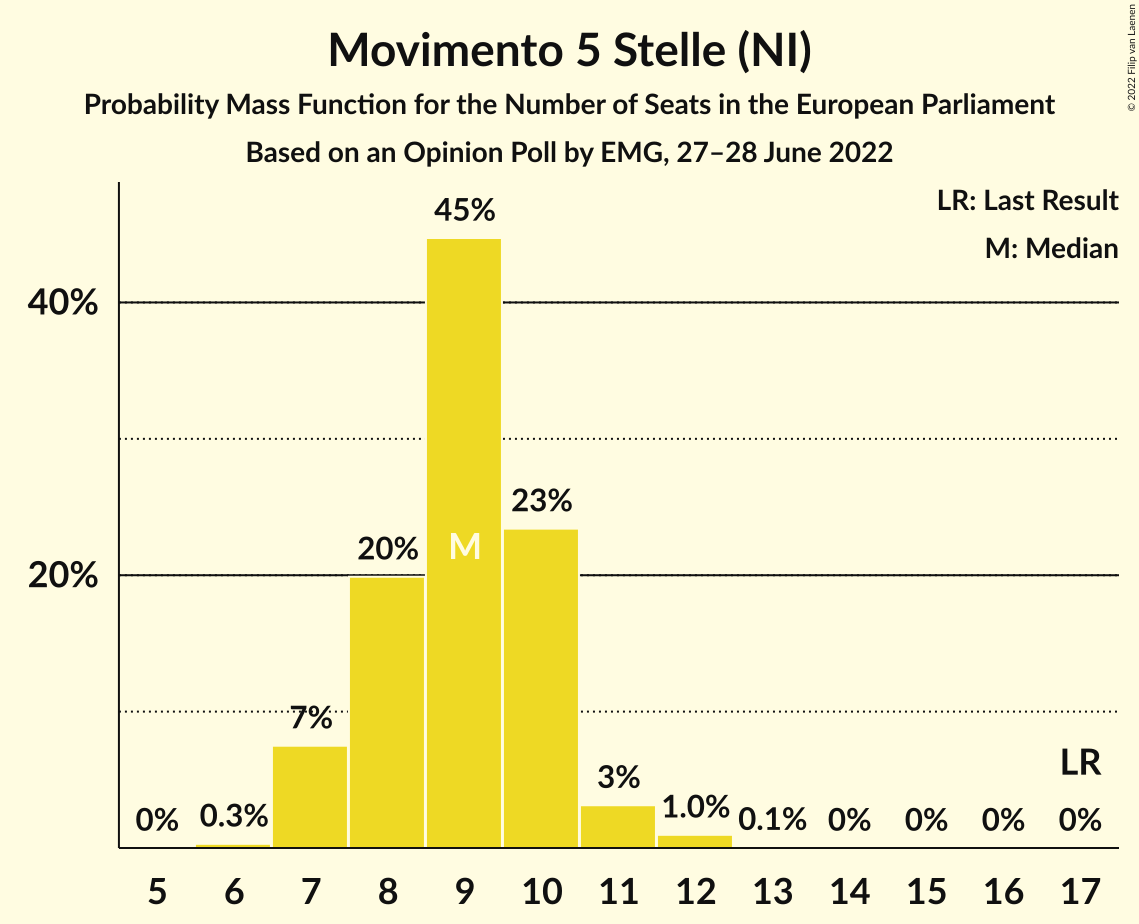 Movimento 5 Stelle (NI)
Probability Mass Function for the Number of Seats in the European Parliament
Based on an Opinion Poll by EMG, 27–28 June 2022
© 2022 Filip van Laenen
LR: Last Result
M: Median
40%
20%
0%
0.3%
7%
20%
45%
M
23%
3%
1.0%
0.1%
0%
0%
0%
LR
0%
5 6 7 8 9 10 11 12 13 14 15 16 17